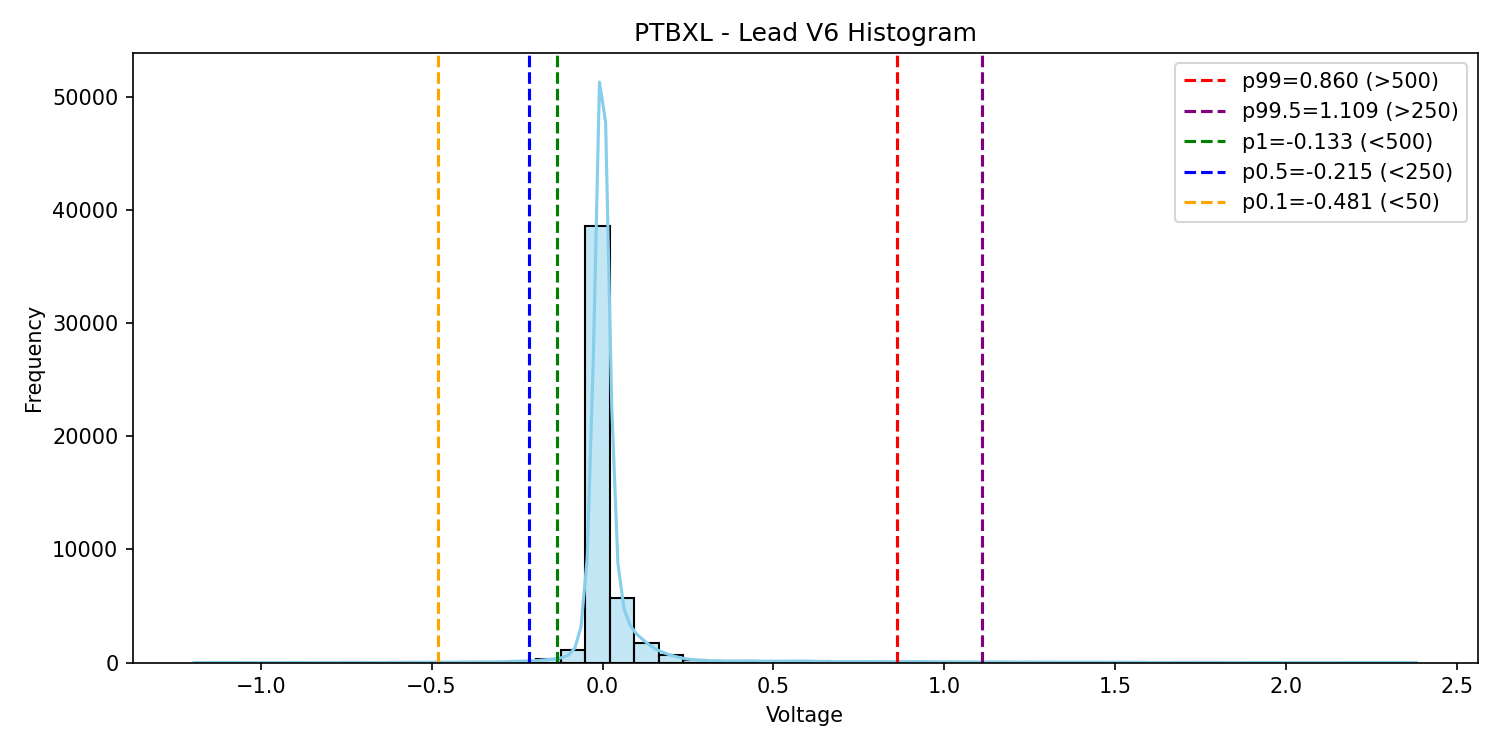 PTBXL - Lead V6 Histogram
p99=0.860 (>500)
p99.5=1.109 (>250)
p1=-0.133 (<500)
p0.5=-0.215 (<250)
p0.1=-0.481 (<50)
Frequency
50000
40000
30000
20000
10000
0
−1.0 −0.5 0.0 0.5 1.0 1.5 2.0 2.5
Voltage